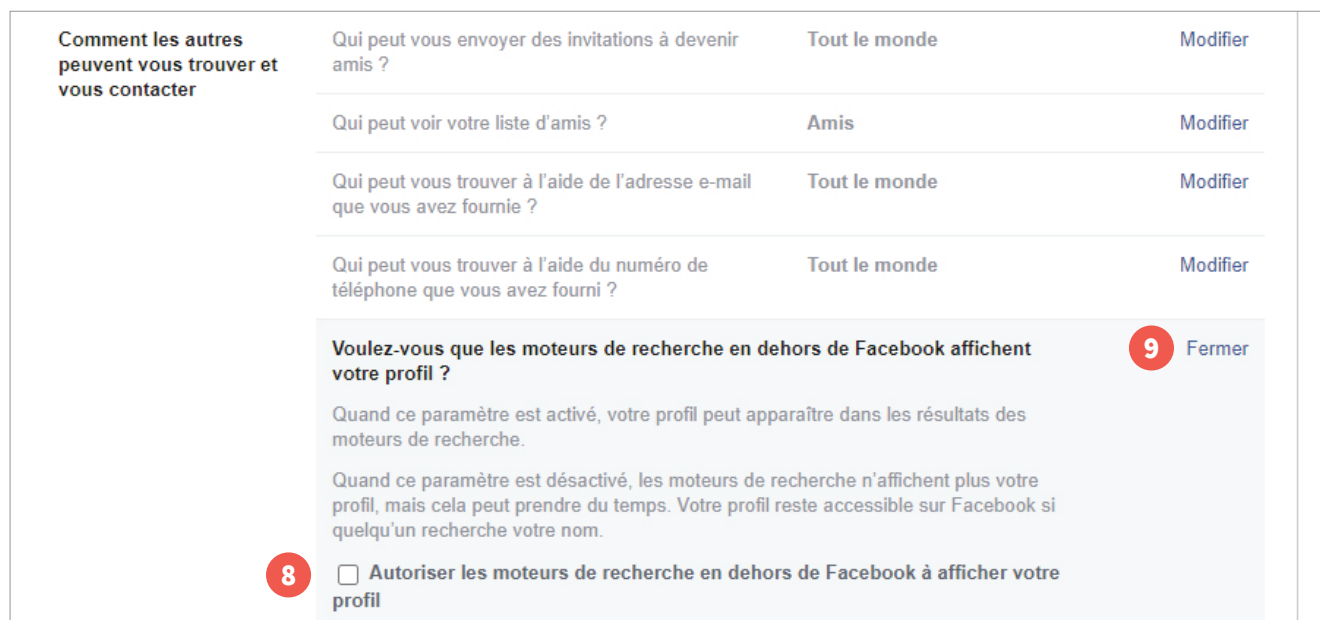 Comment les autres
peuvent vous trouver et
vous contacter
Qui peut vous envoyer des invitations à devenir
amis ?
Tout le monde
Modifier
Qui peut voir votre liste d'amis ?
Amis
Modifier
Qui peut vous trouver à l'aide de l'adresse e-mail
que vous avez fournie ?
Tout le monde
Modifier
Qui peut vous trouver à l'aide du numéro de
téléphone que vous avez fourni ?
Tout le monde
Modifier
Voulez-vous que les moteurs de recherche en dehors de Facebook affichent
votre profil ?
9 Fermer
Quand ce paramètre est activé, votre profil peut apparaître dans les résultats des
moteurs de recherche.
Quand ce paramètre est désactivé, les moteurs de recherche n'affichent plus votre
profil, mais cela peut prendre du temps. Votre profil reste accessible sur Facebook si
quelqu'un recherche votre nom.
8 Autoriser les moteurs de recherche en dehors de Facebook à afficher votre
profil